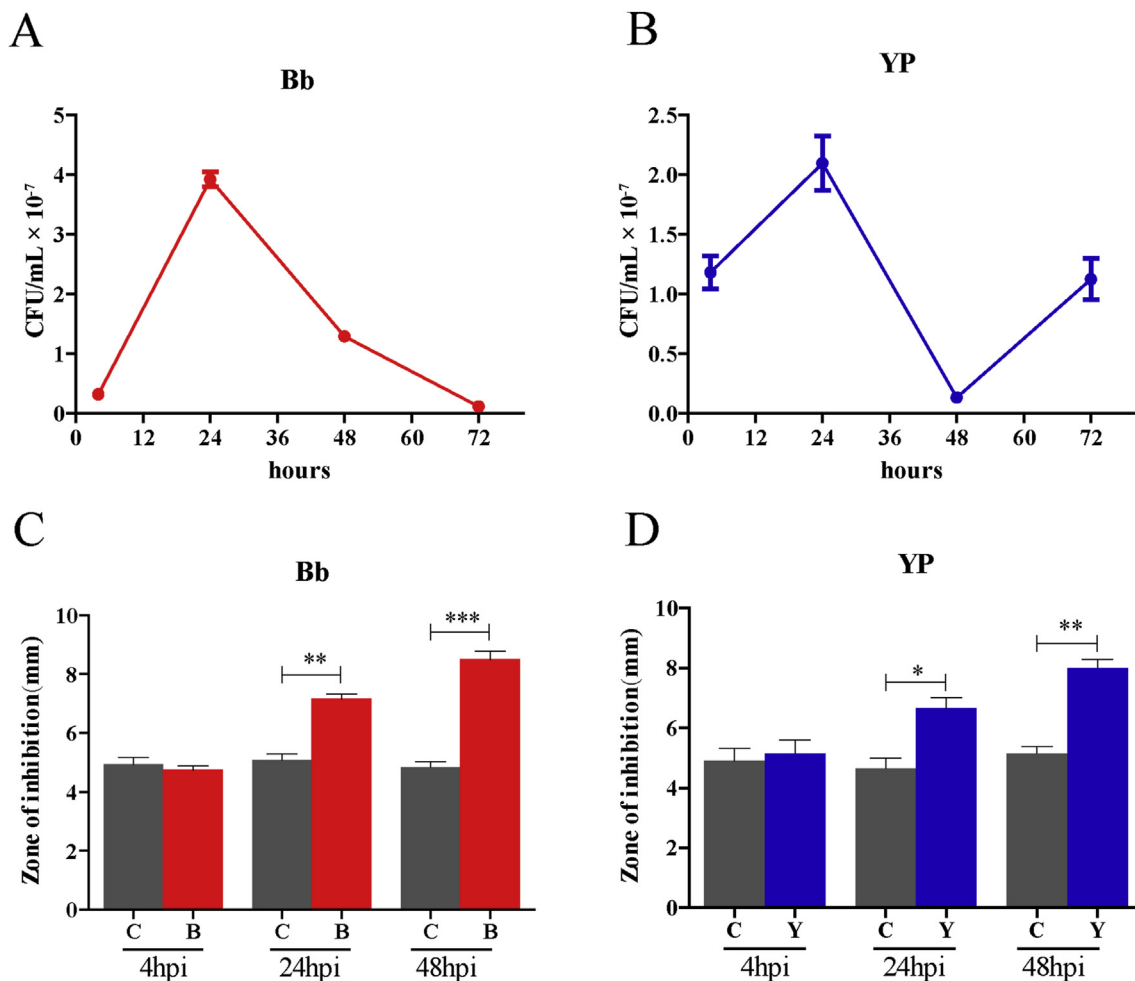 A
Bb
CFU/mL × 10-7
5
4
3
2
1
0
0 12 24 36 48 60 72
hours
B
YP
CFU/mL × 10-7
2.5
2.0
1.5
1.0
0.5
0.0
0 12 24 36 48 60 72
hours
C
Bb
Zone of inhibition(mm)
10
8
6
4
2
0
**
***
C B C B C B
4hpi 24hpi 48hpi
D
YP
Zone of inhibition(mm)
10
8
6
4
2
0
*
**
C Y C Y C Y
4hpi 24hpi 48hpi